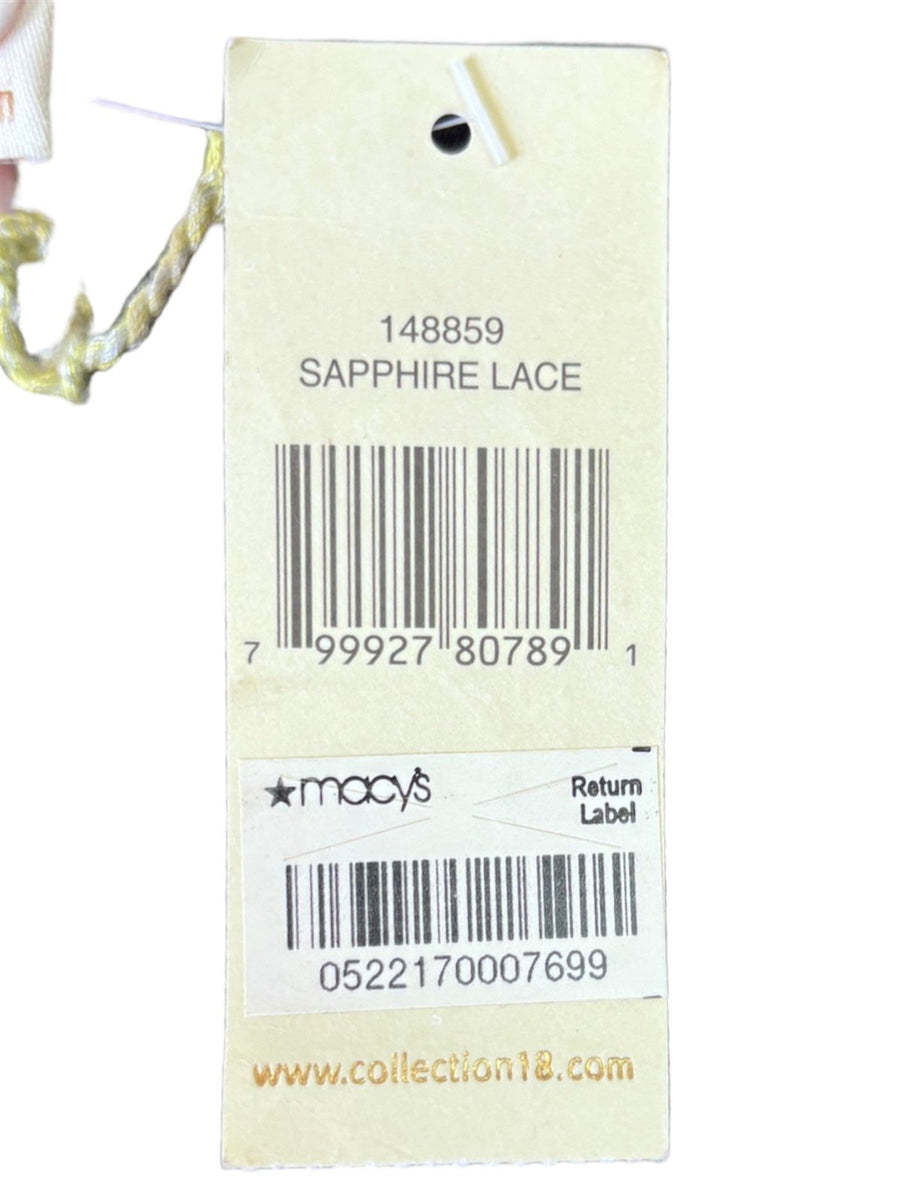 148859
SAPPHIRE LACE
7 99927 80789 1
★macy's
Return
Label
0522170007699
www.collection18.com